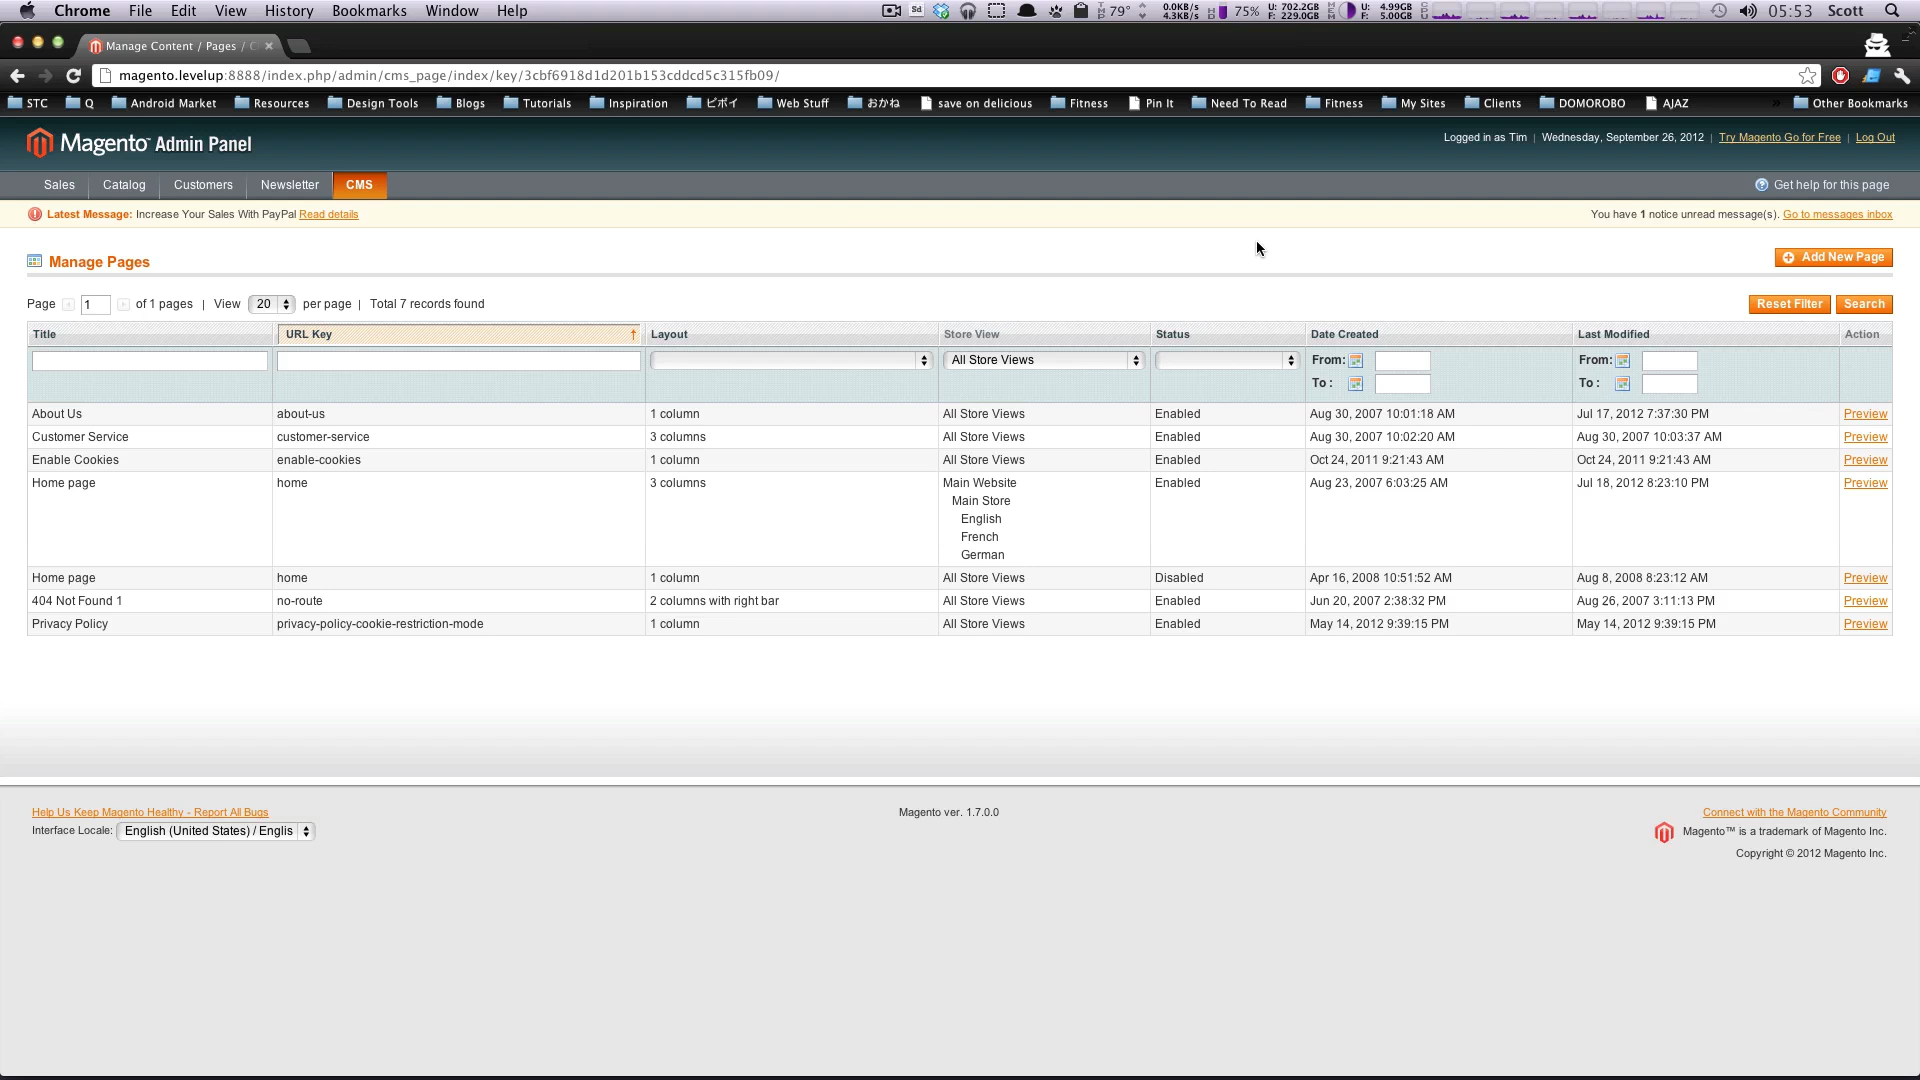 Chrome File Edit View History Bookmarks Window Help 79° 0.0KB/s 4.3KB/s 75% U: 702.2GB F: 229.0GB U: 4.99GB F: 5.00GB 05:53 Scott
Manage Content / Pages / C
magento.levelup:8888/index.php/admin/cms_page/index/key/3cbf6918d1d201b153cddcd5c315fb09/
STC Q Android Market Resources Design Tools Blogs Tutorials Inspiration ビボイ Web Stuff おかね save on delicious Fitness Pin It Need To Read Fitness My Sites Clients DOMOROBO AJAZ » Other Bookmarks
Magento™ Admin Panel
Logged in as Tim | Wednesday, September 26, 2012 | Try Magento Go for Free | Log Out
Sales Catalog Customers Newsletter CMS Get help for this page
Latest Message: Increase Your Sales With PayPal Read details You have 1 notice unread message(s). Go to messages inbox
Manage Pages Add New Page
Page 1 of 1 pages | View 20 per page | Total 7 records found Reset Filter Search
Title URL Key Layout Store View Status Date Created Last Modified Action
All Store Views From: From:
To : To :
About Us about-us 1 column All Store Views Enabled Aug 30, 2007 10:01:18 AM Jul 17, 2012 7:37:30 PM Preview
Customer Service customer-service 3 columns All Store Views Enabled Aug 30, 2007 10:02:20 AM Aug 30, 2007 10:03:37 AM Preview
Enable Cookies enable-cookies 1 column All Store Views Enabled Oct 24, 2011 9:21:43 AM Oct 24, 2011 9:21:43 AM Preview
Home page home 3 columns Main Website Enabled Aug 23, 2007 6:03:25 AM Jul 18, 2012 8:23:10 PM Preview
Main Store
English
French
German
Home page home 1 column All Store Views Disabled Apr 16, 2008 10:51:52 AM Aug 8, 2008 8:23:12 AM Preview
404 Not Found 1 no-route 2 columns with right bar All Store Views Enabled Jun 20, 2007 2:38:32 PM Aug 26, 2007 3:11:13 PM Preview
Privacy Policy privacy-policy-cookie-restriction-mode 1 column All Store Views Enabled May 14, 2012 9:39:15 PM May 14, 2012 9:39:15 PM Preview
Help Us Keep Magento Healthy - Report All Bugs Magento ver. 1.7.0.0 Connect with the Magento Community
Interface Locale: English (United States) / Englis Magento™ is a trademark of Magento Inc.
Copyright © 2012 Magento Inc.